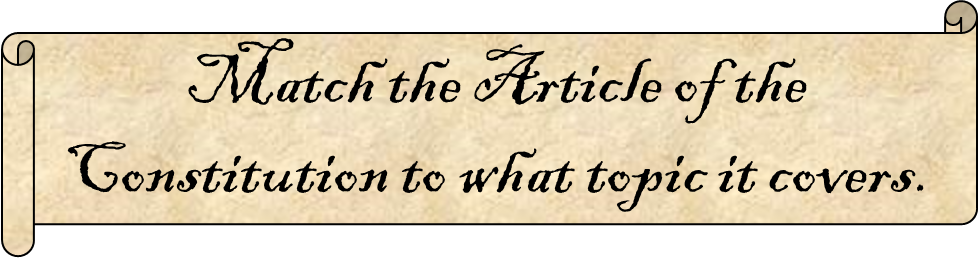 Match the Article of the
Constitution to what topic it covers.